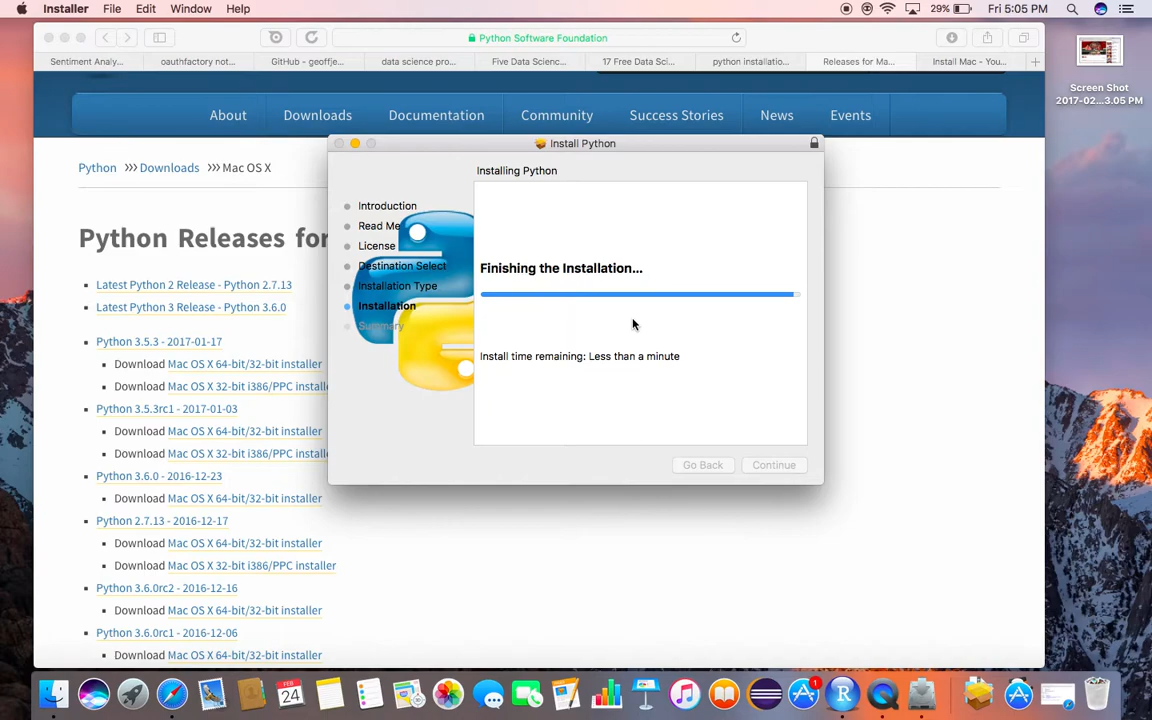 Installer File Edit Window Help 29% Fri 5:05 PM
Python Software Foundation
Sentiment Analy... oauthfactory not... GitHub - geoffje... data science pro... Five Data Scienc... 17 Free Data Sci... python installatio... Releases for Ma... Install Mac - You... +
Screen Shot
2017-02...3.05 PM
About Downloads Documentation Community Success Stories News Events
Python >>> Downloads >>> Mac OS X
Python Releases for
Latest Python 2 Release - Python 2.7.13
Latest Python 3 Release - Python 3.6.0
Python 3.5.3 - 2017-01-17
Download Mac OS X 64-bit/32-bit installer
Download Mac OS X 32-bit i386/PPC installe
Python 3.5.3rc1 - 2017-01-03
Download Mac OS X 64-bit/32-bit installer
Download Mac OS X 32-bit i386/PPC installe
Python 3.6.0 - 2016-12-23
Download Mac OS X 64-bit/32-bit installer
Python 2.7.13 - 2016-12-17
Download Mac OS X 64-bit/32-bit installer
Download Mac OS X 32-bit i386/PPC installer
Python 3.6.0rc2 - 2016-12-16
Download Mac OS X 64-bit/32-bit installer
Python 3.6.0rc1 - 2016-12-06
Download Mac OS X 64-bit/32-bit installer
Install Python
Installing Python
Introduction
Read Me
License
Destination Select
Installation Type
Installation
Summary
Finishing the Installation...
Install time remaining: Less than a minute
Go Back Continue
FEB
24
1
R